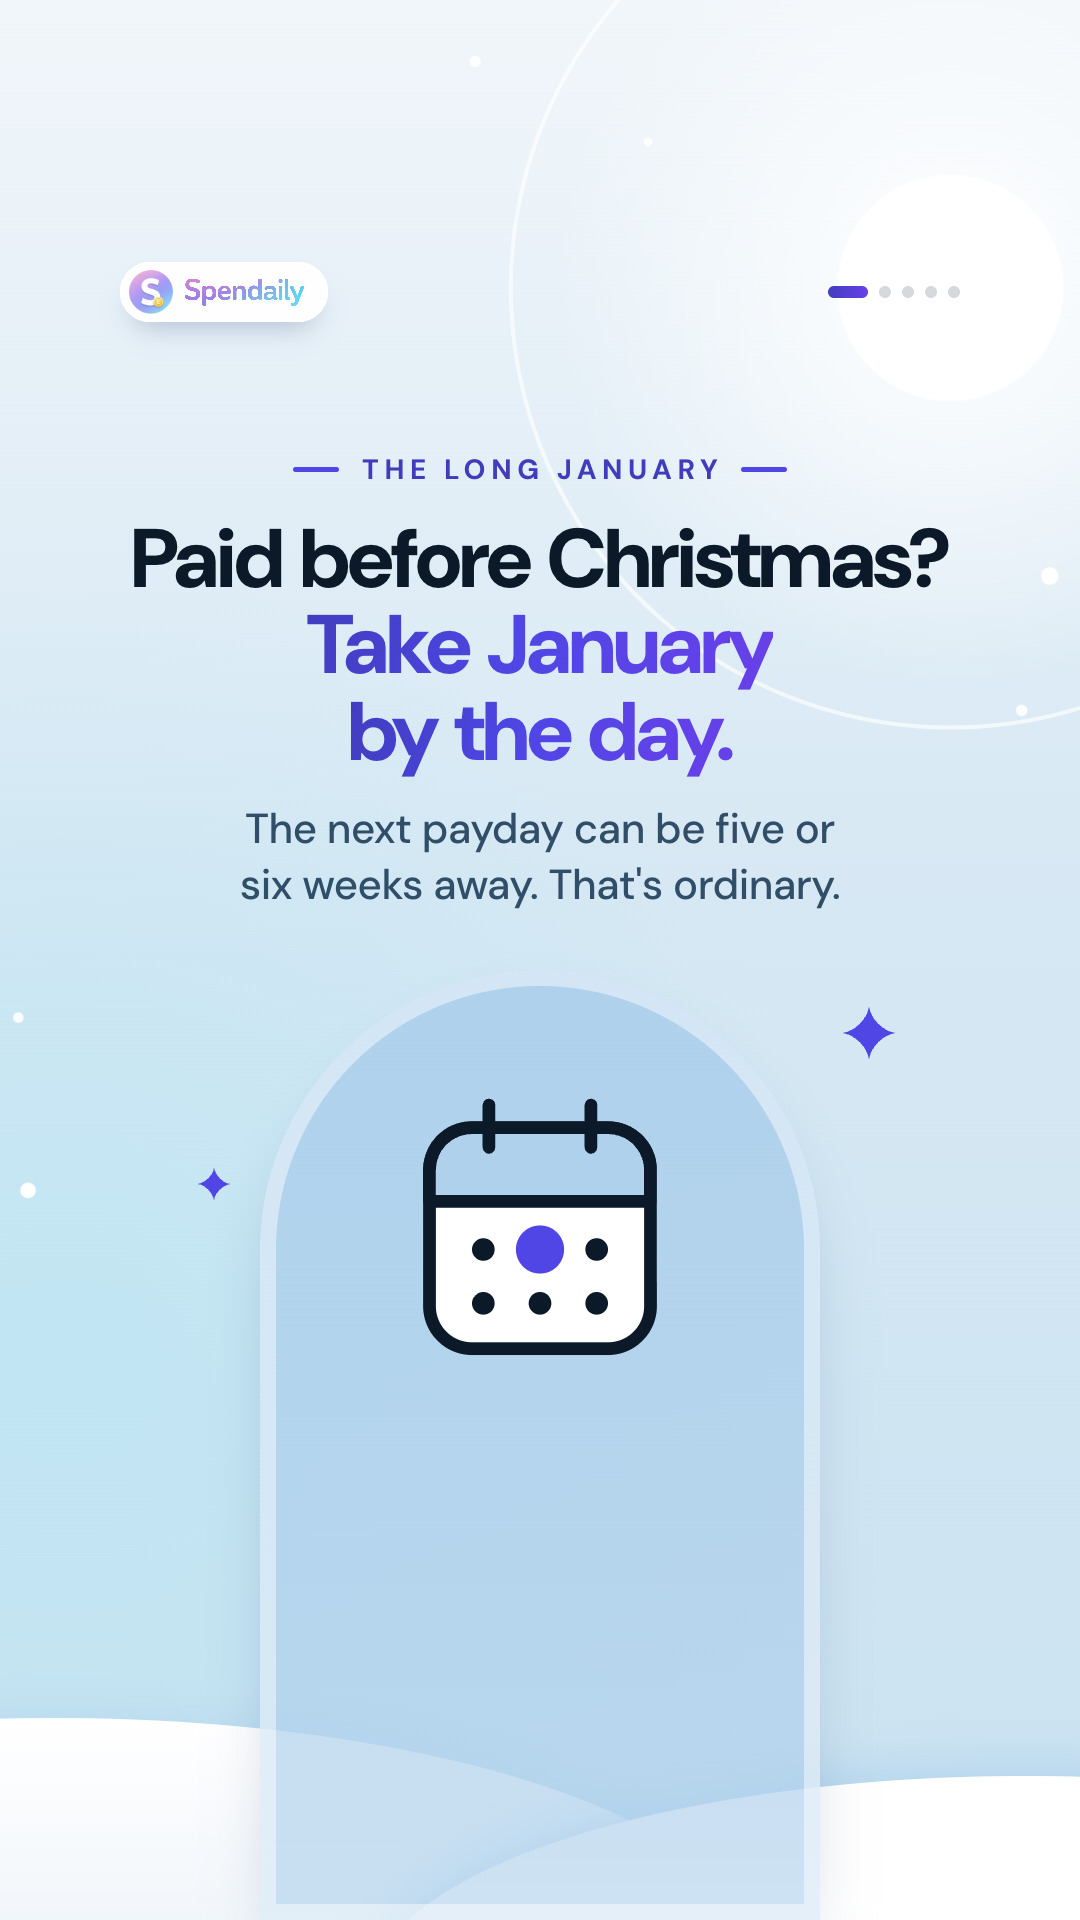 Spendaily
THE LONG JANUARY
Paid before Christmas?
Take January
by the day.
The next payday can be five or
six weeks away. That's ordinary.